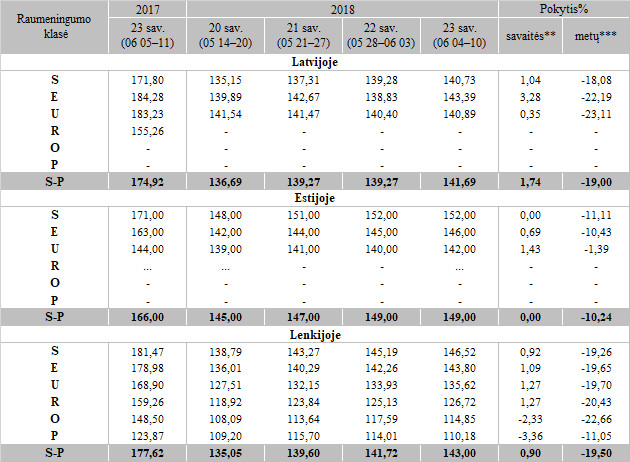 Raumeningumo klasė 2017 2018 Pokytis%
23 sav. (06 05–11) 20 sav. (05 14–20) 21 sav. (05 21–27) 22 sav. (05 28–06 03) 23 sav. (06 04–10) savaitės** metų***
Latvijoje
S 171,80 135,15 137,31 139,28 140,73 1,04 -18,08
E 184,28 139,89 142,67 138,83 143,39 3,28 -22,19
U 183,23 141,54 141,47 140,40 140,89 0,35 -23,11
R 155,26 - - - - - -
O - - - - - - -
P - - - - - - -
S-P 174,92 136,69 139,27 139,27 141,69 1,74 -19,00
Estijoje
S 171,00 148,00 151,00 152,00 152,00 0,00 -11,11
E 163,00 142,00 144,00 145,00 146,00 0,69 -10,43
U 144,00 139,00 141,00 140,00 142,00 1,43 -1,39
R ... ... - - ... - -
O - - - - - - -
P - - - - - - -
S-P 166,00 145,00 147,00 149,00 149,00 0,00 -10,24
Lenkijoje
S 181,47 138,79 143,27 145,19 146,52 0,92 -19,26
E 178,98 136,01 140,29 142,26 143,80 1,09 -19,65
U 168,90 127,51 132,15 133,93 135,62 1,27 -19,70
R 159,26 118,92 123,84 125,13 126,72 1,27 -20,43
O 148,50 108,09 113,64 117,59 114,85 -2,33 -22,66
P 123,87 109,20 115,70 114,01 110,18 -3,36 -11,05
S-P 177,62 135,05 139,60 141,72 143,00 0,90 -19,50